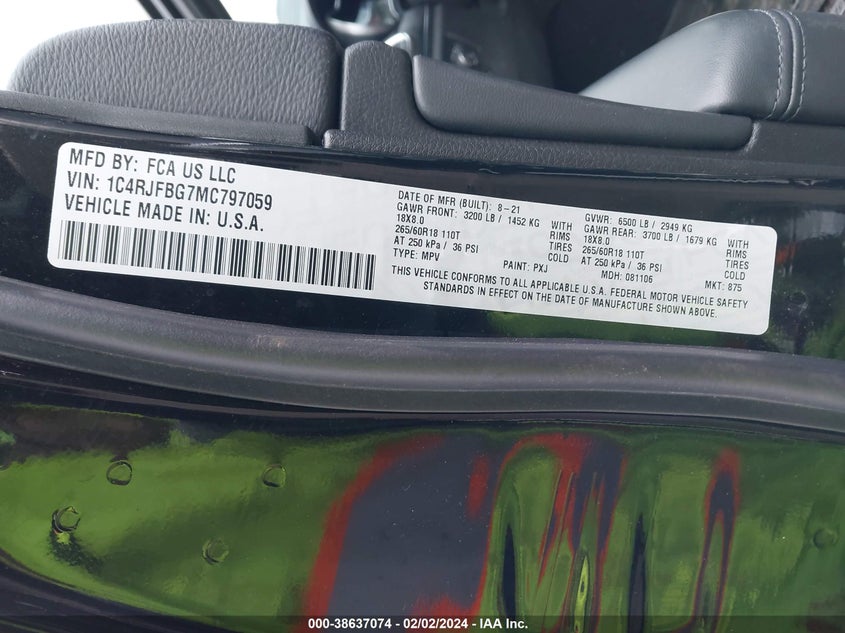 MFD BY: FCA US LLC
VIN: 1C4RJFBG7MC797059
VEHICLE MADE IN: U.S.A.
DATE OF MFR (BUILT): 8-21 GVWR: 6500 LB / 2949 KG
GAWR FRONT: 3200 LB / 1452 KG WITH GAWR REAR: 3700 LB / 1679 KG WITH
18X8.0 RIMS 18X8.0 RIMS
265/60R18 110T TIRES 265/60R18 110T TIRES
AT 250 kPa / 36 PSI COLD AT 250 kPa / 36 PSI COLD
TYPE: MPV PAINT: PXJ MDH: 081106 MKT: 875
THIS VEHICLE CONFORMS TO ALL APPLICABLE U.S.A. FEDERAL MOTOR VEHICLE SAFETY
STANDARDS IN EFFECT ON THE DATE OF MANUFACTURE SHOWN ABOVE.
000-38637074 - 02/02/2024 - IAA Inc.